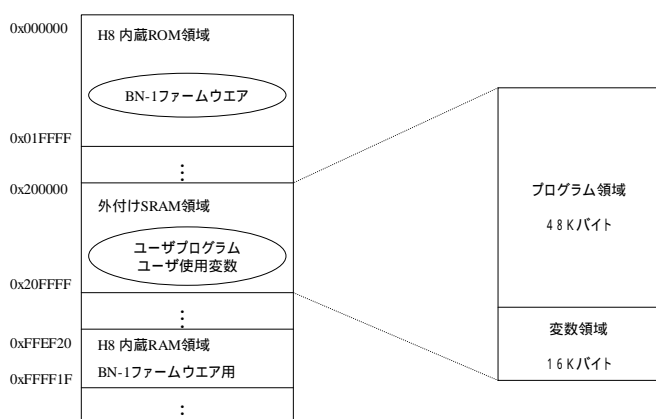 0x000000
H8 内蔵ROM領域
BN-1ファームウエア
0x01FFFF
⋮
0x200000
外付けSRAM領域
ユーザプログラム
ユーザ使用変数
0x20FFFF
⋮
0xFFEF20
H8 内蔵RAM領域
BN-1ファームウエア用
0xFFFF1F
⋮
プログラム領域
48Kバイト
変数領域
16Kバイト